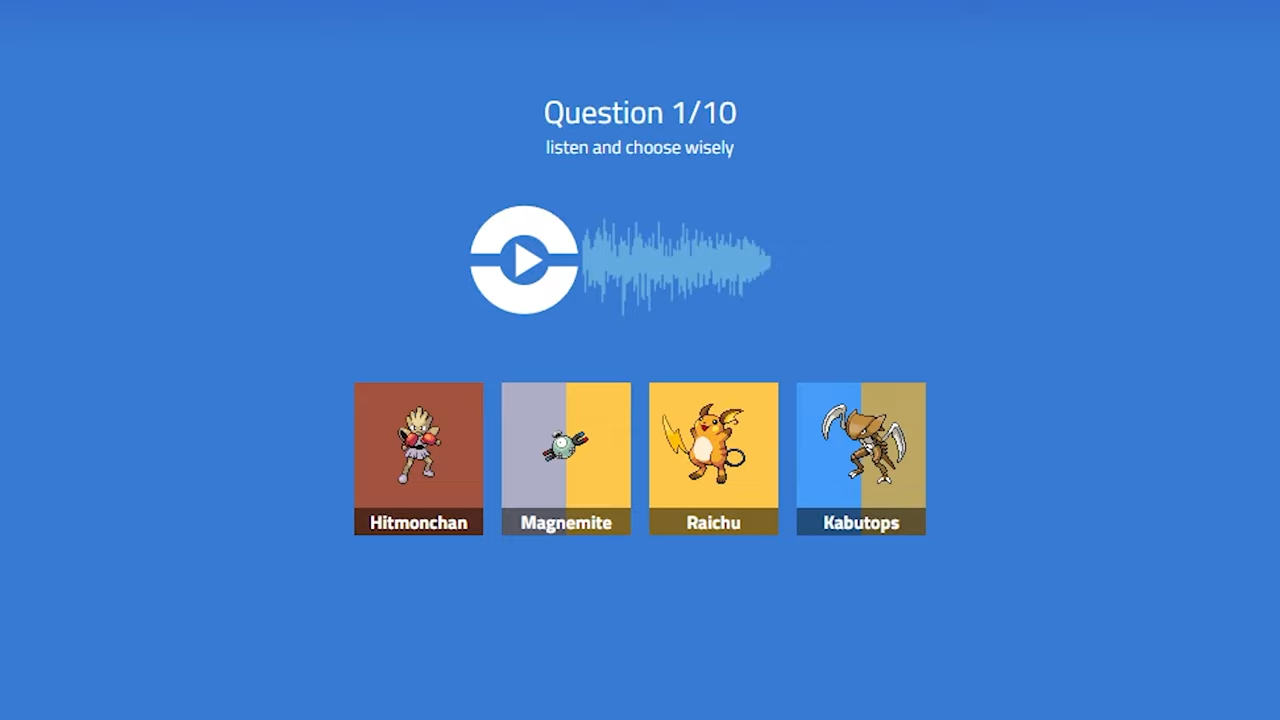 Question 1/10
listen and choose wisely
Hitmonchan
Magnemite
Raichu
Kabutops